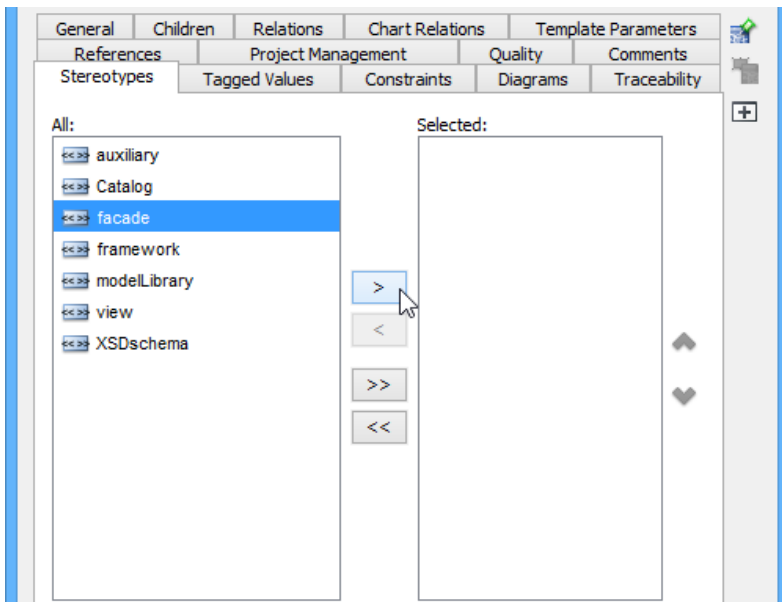 General Children Relations Chart Relations Template Parameters
References Project Management Quality Comments
Stereotypes Tagged Values Constraints Diagrams Traceability
All: Selected:
<<>> auxiliary
<<>> Catalog
<<>> facade
<<>> framework
<<>> modelLibrary
>
<<>> view
<
<<>> XSDschema
>>
<<